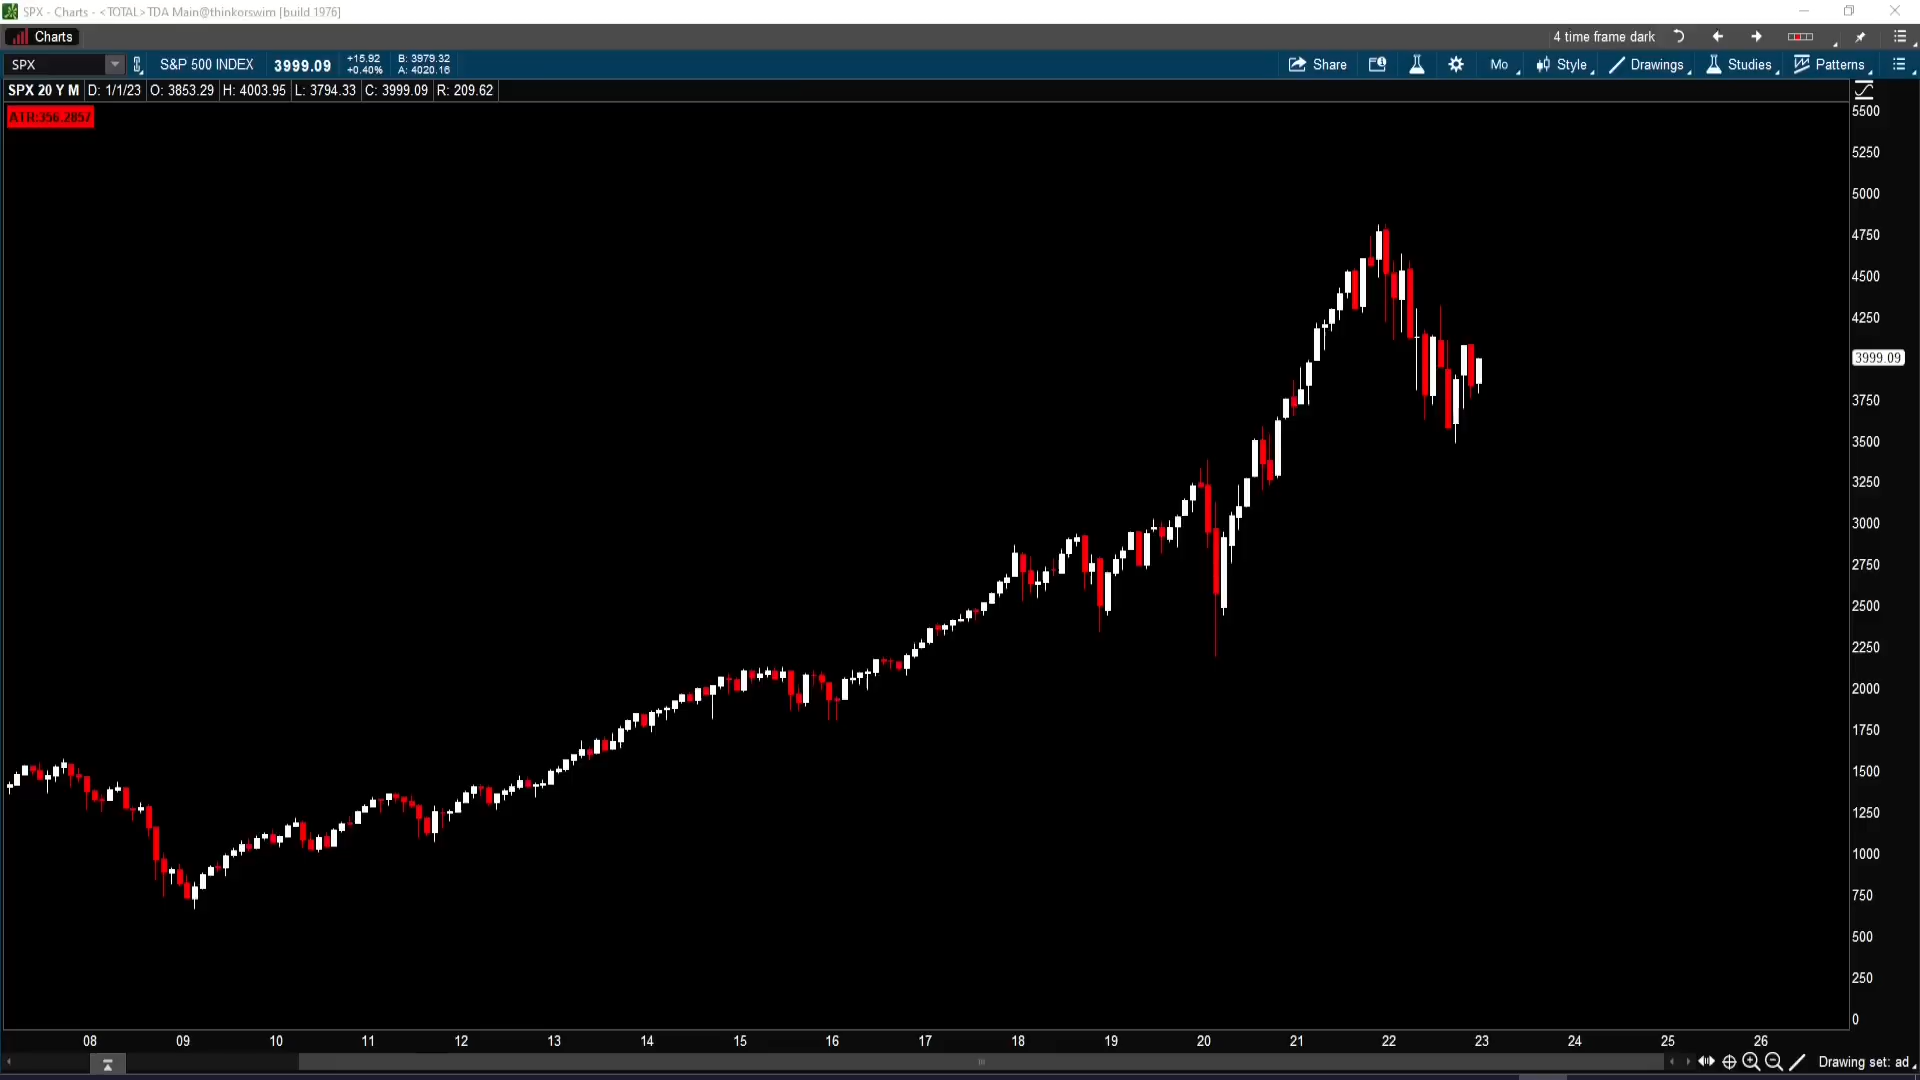 SPX - Charts - <TOTAL> TDA Main@thinkorswim [build 1976]
Charts
4 time frame dark
SPX
S&P 500 INDEX
3999.09
+15.92
+0.40%
B: 3979.32
A: 4020.16
Share
Mo
Style
Drawings
Studies
Patterns
SPX 20 Y M
D: 1/1/23
O: 3853.29
H: 4003.95
L: 3794.33
C: 3999.09
R: 209.62
ATR:356.2857
5500
5250
5000
4750
4500
4250
3999.09
3750
3500
3250
3000
2750
2500
2250
2000
1750
1500
1250
1000
750
500
250
0
08 09 10 11 12 13 14 15 16 17 18 19 20 21 22 23 24 25 26
Drawing set: ad